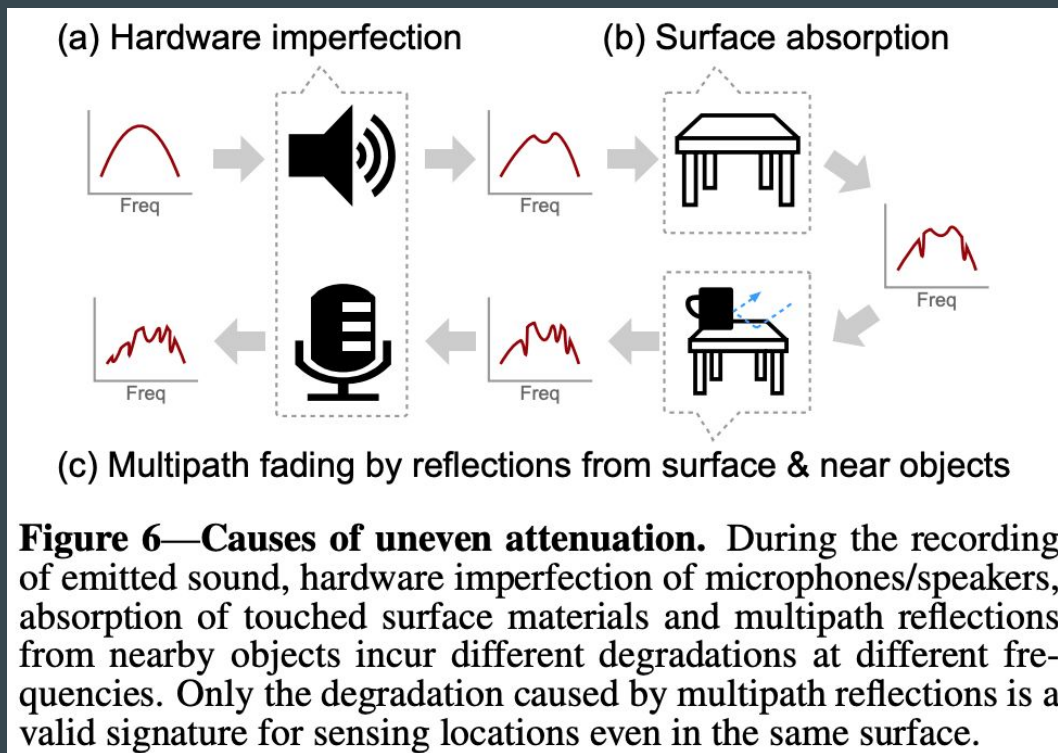 (a) Hardware imperfection
(b) Surface absorption
Freq
Freq
Freq
Freq
Freq
(c) Multipath fading by reflections from surface & near objects
Figure 6—Causes of uneven attenuation. During the recording
of emitted sound, hardware imperfection of microphones/speakers,
absorption of touched surface materials and multipath reflections
from nearby objects incur different degradations at different fre-
quencies. Only the degradation caused by multipath reflections is a
valid signature for sensing locations even in the same surface.